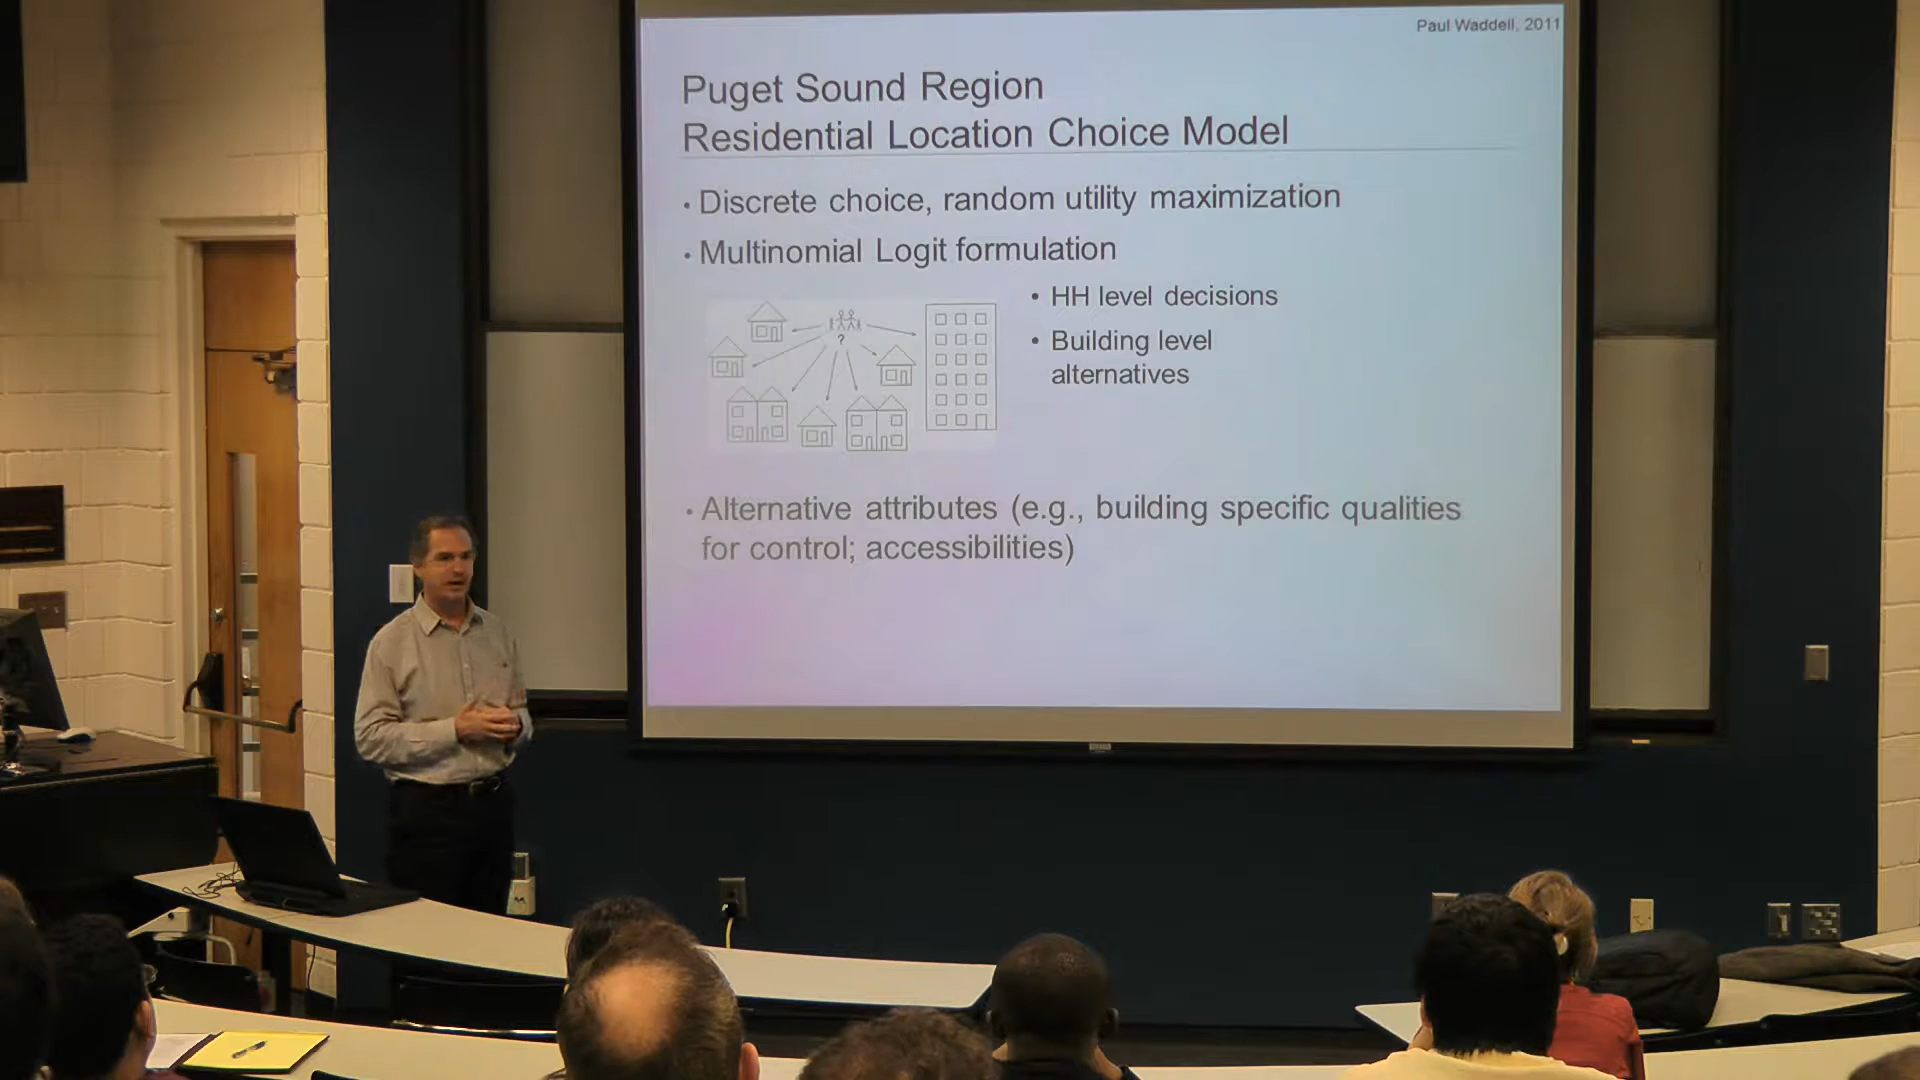 Paul Waddell, 2011
Puget Sound Region
Residential Location Choice Model
• Discrete choice, random utility maximization
• Multinomial Logit formulation
• HH level decisions
• Building level
alternatives
?
• Alternative attributes (e.g., building specific qualities
for control; accessibilities)